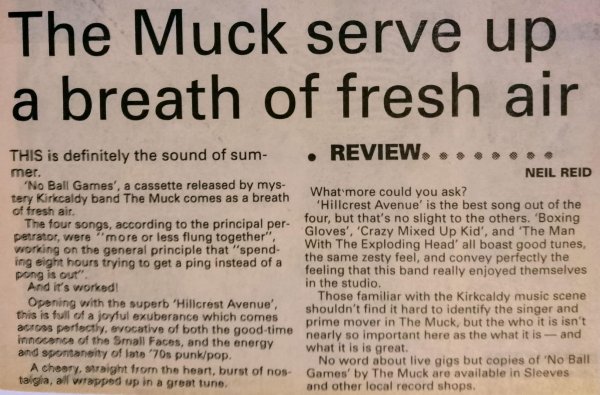 The Muck serve up
a breath of fresh air
THIS is definitely the sound of sum-
mer.
'No Ball Games', a cassette released by mys-
tery Kirkcaldy band The Muck comes as a breath
of fresh air.
The four songs, according to the principal per-
petrator, were "more or less flung together",
working on the general principle that "spend-
ing eight hours trying to get a ping instead of a
pong is out".
And it's worked!
Opening with the superb 'Hillcrest Avenue',
this is full of a joyful exuberance which comes
across perfectly, evocative of both the good-time
innocence of the Small Faces, and the energy
and spontaneity of late '70s punk/pop.
A cheery, straight from the heart, burst of nos-
talgia, all wrapped up in a great tune.
• REVIEW
NEIL REID
What more could you ask?
'Hillcrest Avenue' is the best song out of the
four, but that's no slight to the others. 'Boxing
Gloves', 'Crazy Mixed Up Kid', and 'The Man
With The Exploding Head' all boast good tunes,
the same zesty feel, and convey perfectly the
feeling that this band really enjoyed themselves
in the studio.
Those familiar with the Kirkcaldy music scene
shouldn't find it hard to identify the singer and
prime mover in The Muck, but the who it is isn't
nearly so important here as the what it is — and
what it is is great.
No word about live gigs but copies of 'No Ball
Games' by The Muck are available in Sleeves
and other local record shops.